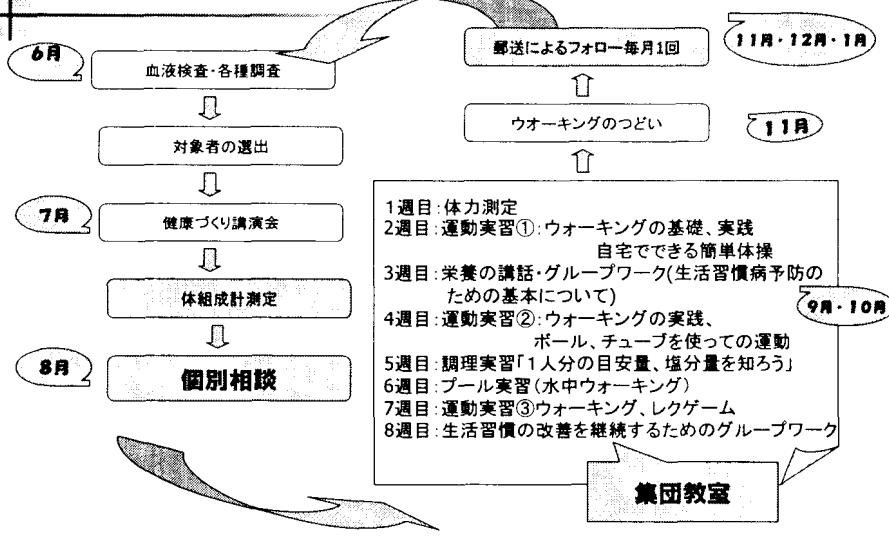 6月
血液検査・各種調査
対象者の選出
7月
健康づくり講演会
体組成計測定
8月
個別相談
1週目:体力測定
2週目:運動実習①:ウォーキングの基礎、実践
自宅でできる簡単体操
3週目:栄養の講話・グループワーク(生活習慣病予防の
ための基本について)
4週目:運動実習②:ウォーキングの実践、
ボール、チューブを使っての運動
5週目:調理実習「1人分の目安量、塩分量を知ろう」
6週目:プール実習(水中ウォーキング)
7週目:運動実習③ウォーキング、レクゲーム
8週目:生活習慣の改善を継続するためのグループワーク
集団教室
9月・10月
ウオーキングのつどい
11月
郵送によるフォロー毎月1回
11月・12月・1月